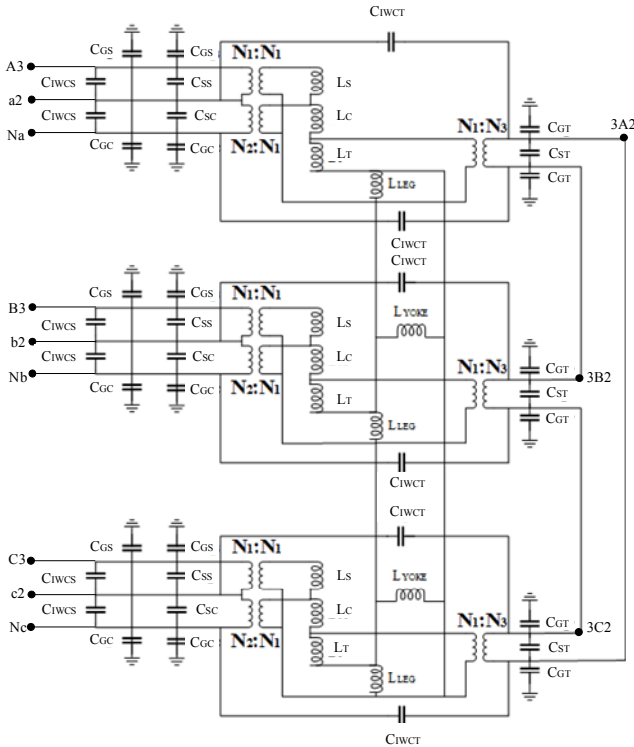 CIWCT
CGS CGS N1:N1
A3
CIWCS CSS LS
a2
CIWCS CSC LC N1:N3 CGT 3A2
Na
CGC CGC N2:N1 LT CST
LLEG CGT
CIWCT
CIWCT
CGS CGS N1:N1
B3
CIWCS CSS LS LYOKE
b2
CIWCS CSC LC N1:N3 CGT
Nb 3B2
CGC CGC N2:N1 LT CST
LLEG CGT
CIWCT
CIWCT
CGS CGS N1:N1
C3
CIWCS CSS LS LYOKE
c2
CIWCS CSC LC N1:N3 CGT
Nc 3C2
CGC CGC N2:N1 LT CST
LLEG CGT
CIWCT